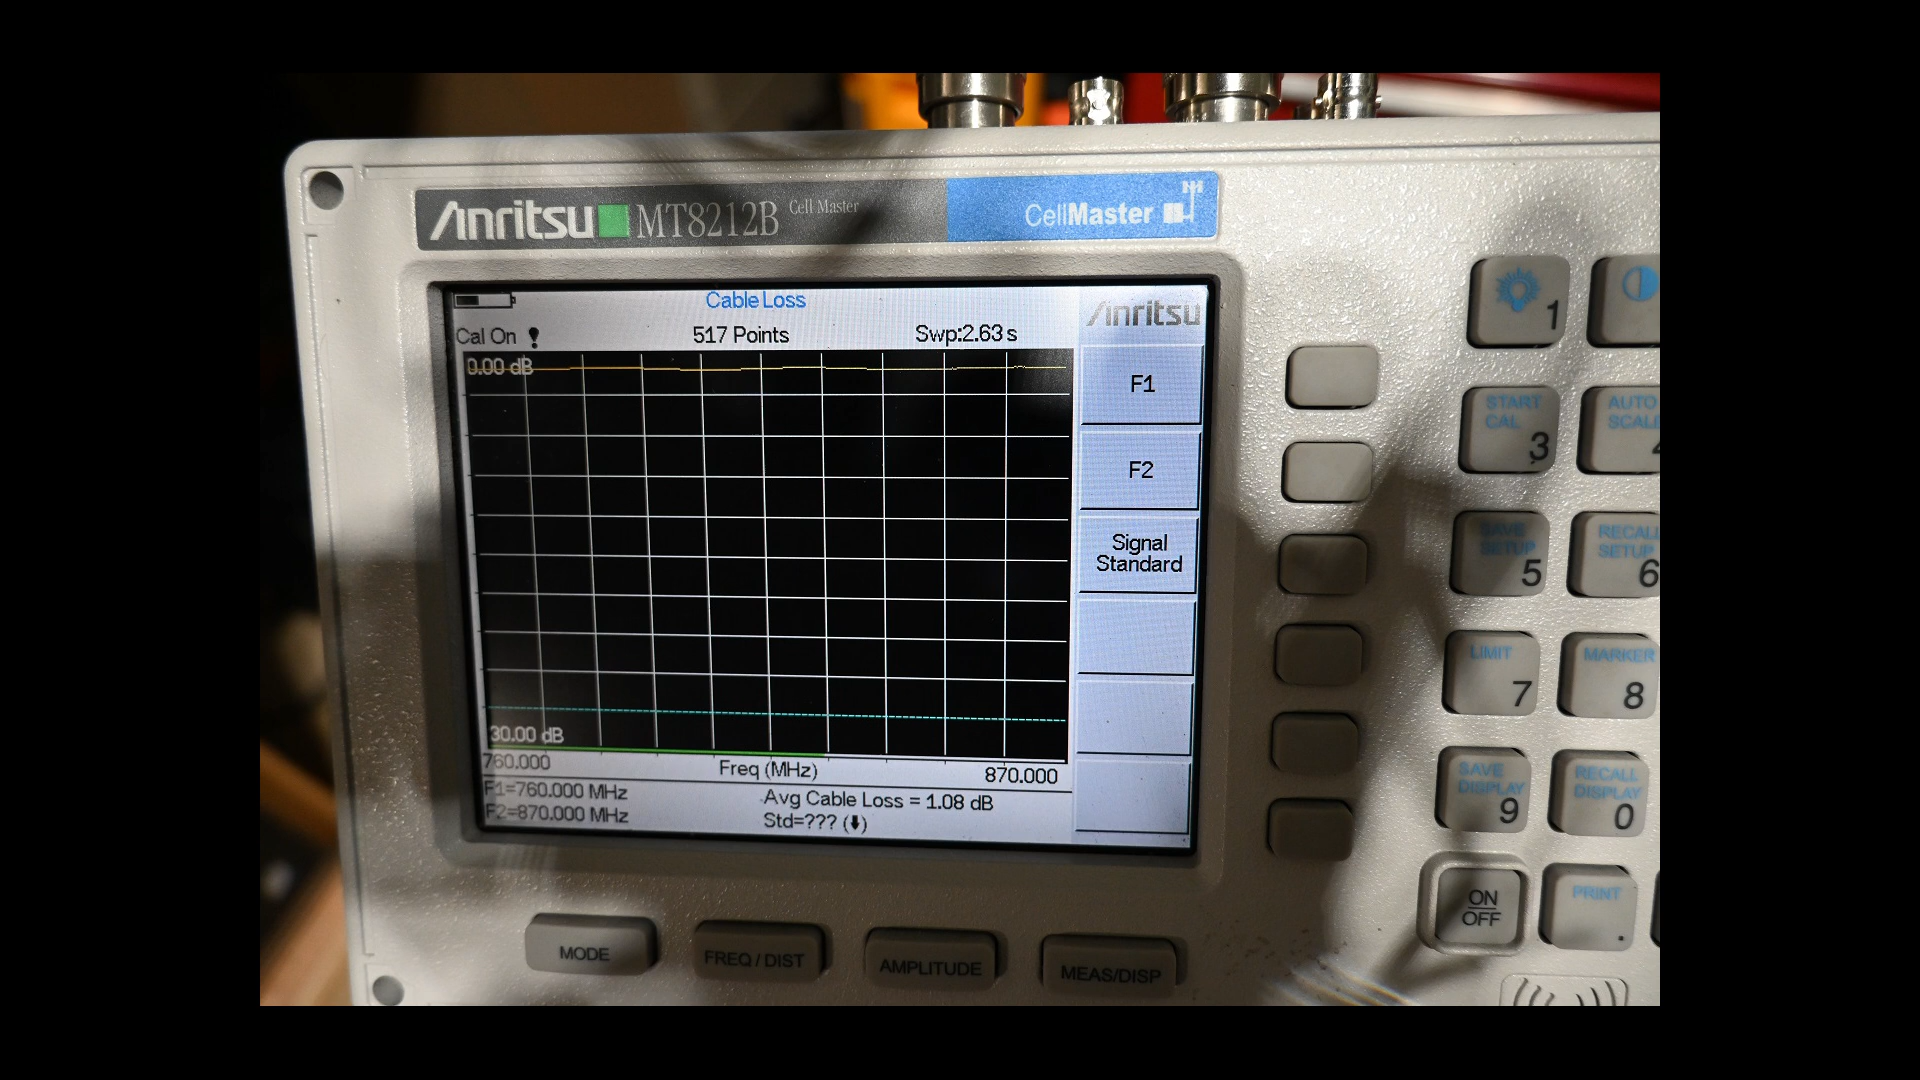 Anritsu MT8212B Cell Master
CellMaster
Cable Loss
Anritsu
Cal On
517 Points
Swp:2.63 s
0.00 dB
30.00 dB
760.000
Freq (MHz)
870.000
F1=760.000 MHz
F2=870.000 MHz
Avg Cable Loss = 1.08 dB
Std=??? (⬇)
F1
F2
Signal
Standard
1
START
CAL
3
AUTO
SCALE
4
SAVE
SETUP
5
RECALL
SETUP
6
LIMIT
7
MARKER
8
SAVE
DISPLAY
9
RECALL
DISPLAY
0
ON
OFF
PRINT
.
MODE
FREQ / DIST
AMPLITUDE
MEAS/DISP